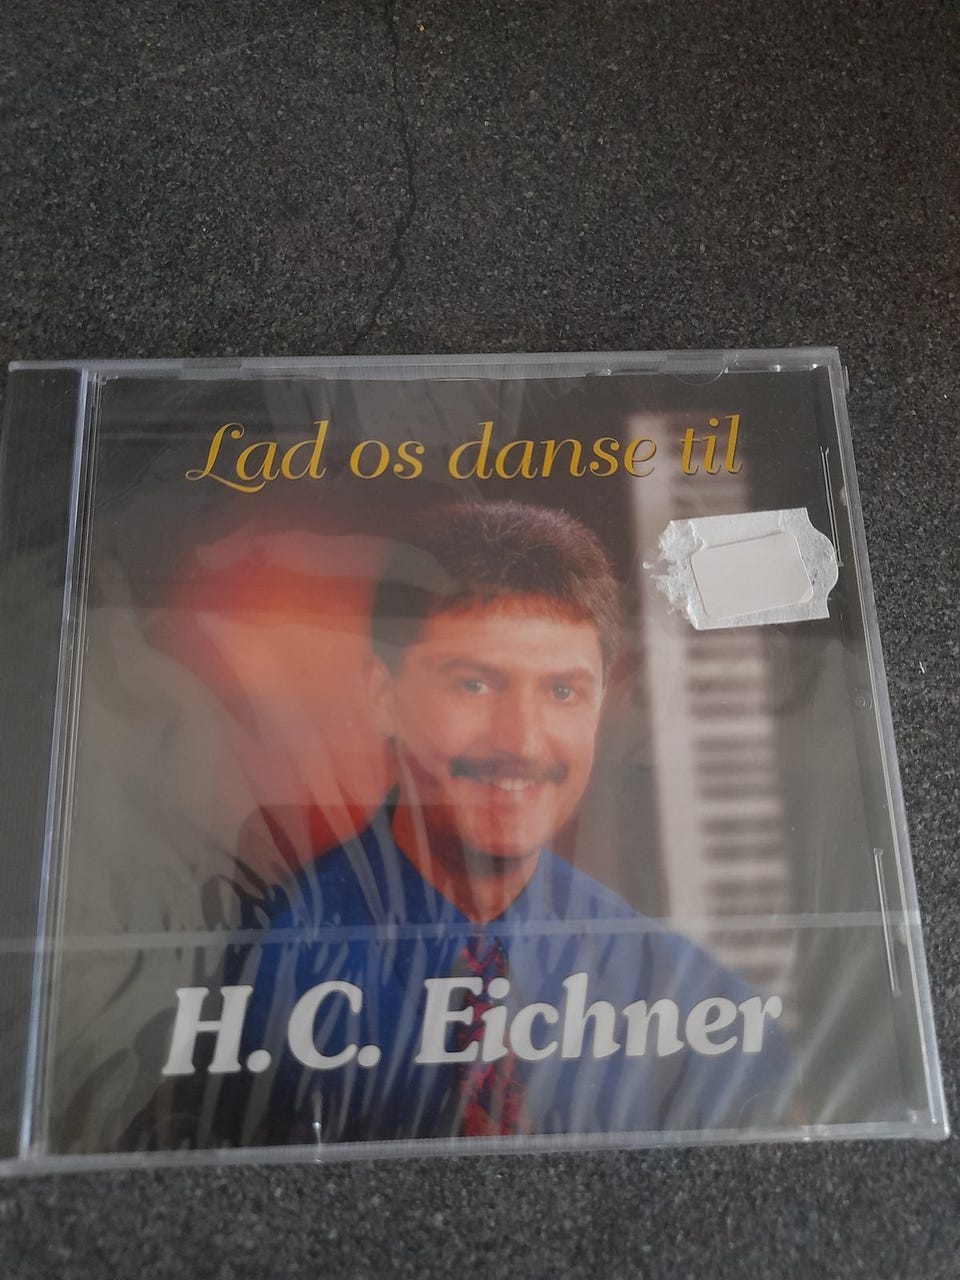 Lad os danse til
H. C. Eichner